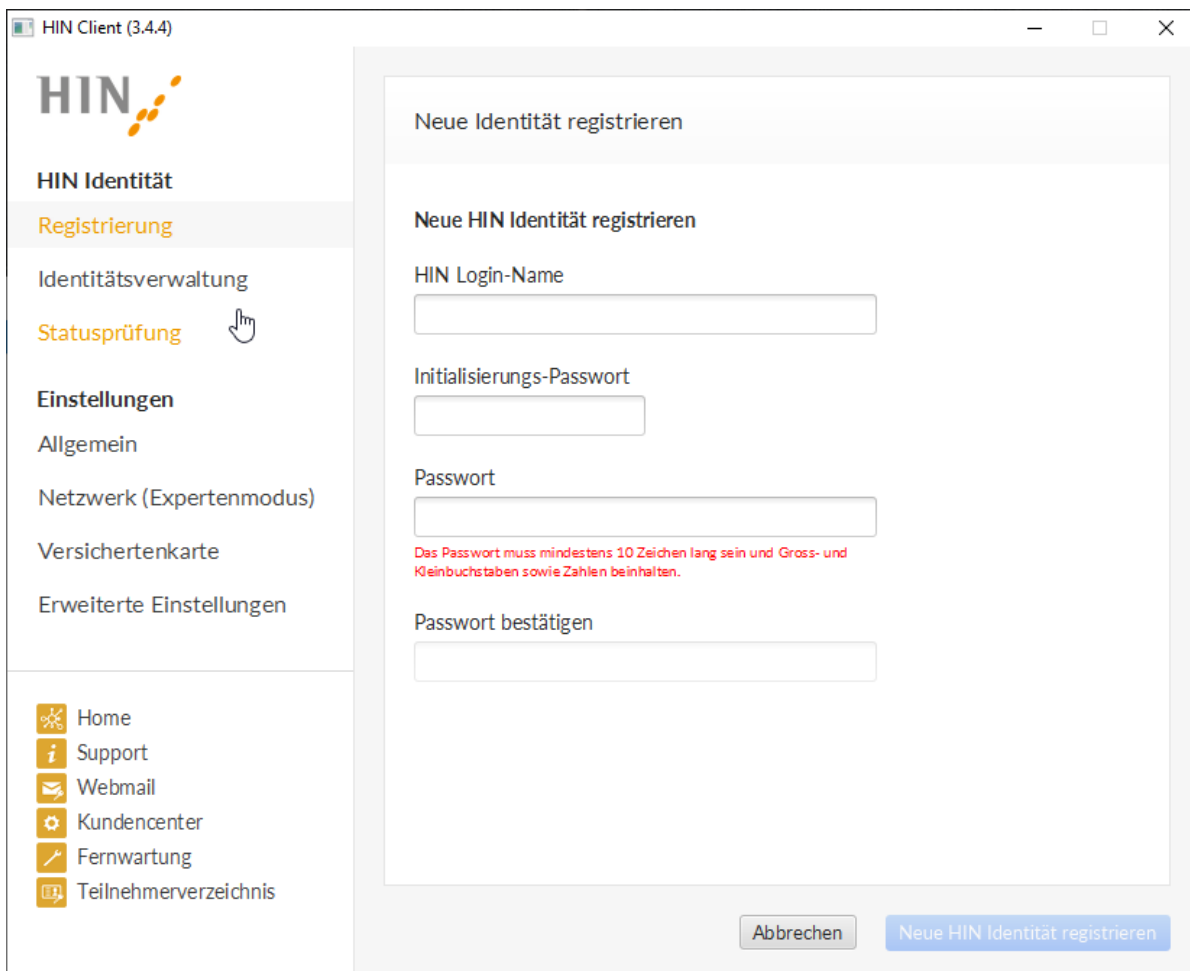 HIN Client (3.4.4)
HIN
HIN Identität
Registrierung
Identitätsverwaltung
Statusprüfung
Einstellungen
Allgemein
Netzwerk (Expertenmodus)
Versichertenkarte
Erweiterte Einstellungen
Home
Support
Webmail
Kundencenter
Fernwartung
Teilnehmerverzeichnis
Neue Identität registrieren
Neue HIN Identität registrieren
HIN Login-Name
Initialisierungs-Passwort
Passwort
Das Passwort muss mindestens 10 Zeichen lang sein und Gross- und
Kleinbuchstaben sowie Zahlen beinhalten.
Passwort bestätigen
Abbrechen
Neue HIN Identität registrieren